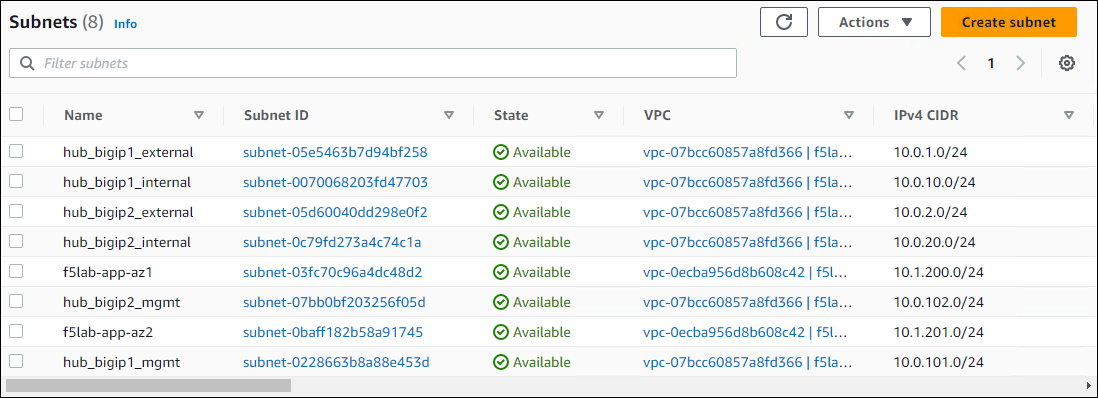 Subnets (8) Info Actions Create subnet
Filter subnets 1
Name Subnet ID State VPC IPv4 CIDR
hub_bigip1_external subnet-05e5463b7d94bf258 Available vpc-07bcc60857a8fd366 | f5la... 10.0.1.0/24
hub_bigip1_internal subnet-0070068203fd47703 Available vpc-07bcc60857a8fd366 | f5la... 10.0.10.0/24
hub_bigip2_external subnet-05d60040dd298e0f2 Available vpc-07bcc60857a8fd366 | f5la... 10.0.2.0/24
hub_bigip2_internal subnet-0c79fd273a4c74c1a Available vpc-07bcc60857a8fd366 | f5la... 10.0.20.0/24
f5lab-app-az1 subnet-03fc70c96a4dc48d2 Available vpc-0ecba956d8b608c42 | f5l... 10.1.200.0/24
hub_bigip2_mgmt subnet-07bb0bf203256f05d Available vpc-07bcc60857a8fd366 | f5la... 10.0.102.0/24
f5lab-app-az2 subnet-0baff182b58a91745 Available vpc-0ecba956d8b608c42 | f5l... 10.1.201.0/24
hub_bigip1_mgmt subnet-0228663b8a88e453d Available vpc-07bcc60857a8fd366 | f5la... 10.0.101.0/24